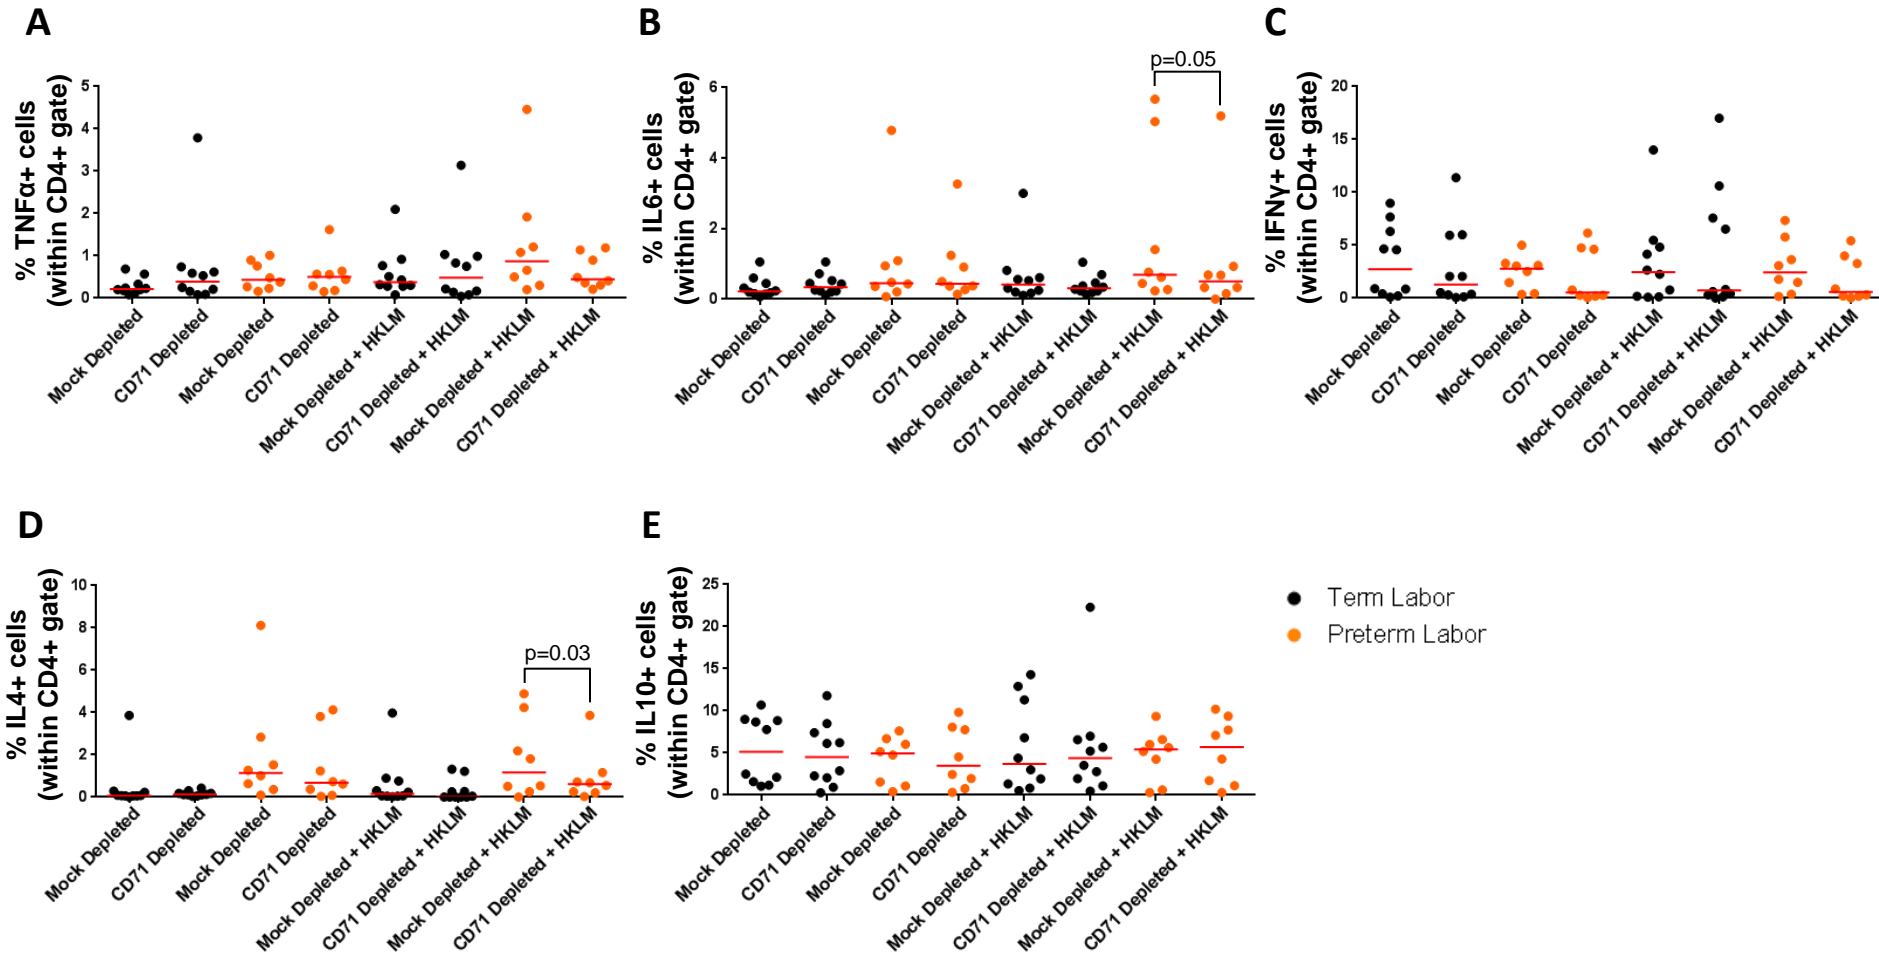 A
% TNFα+ cells
(within CD4+ gate)
5
4
3
2
1
0
Mock Depleted
CD71 Depleted
Mock Depleted
CD71 Depleted
Mock Depleted + HKLM
CD71 Depleted + HKLM
Mock Depleted + HKLM
CD71 Depleted + HKLM
B
% IL6+ cells
(within CD4+ gate)
6
4
2
0
p=0.05
Mock Depleted
CD71 Depleted
Mock Depleted
CD71 Depleted
Mock Depleted + HKLM
CD71 Depleted + HKLM
Mock Depleted + HKLM
CD71 Depleted + HKLM
C
% IFNγ+ cells
(within CD4+ gate)
20
15
10
5
0
Mock Depleted
CD71 Depleted
Mock Depleted
CD71 Depleted
Mock Depleted + HKLM
CD71 Depleted + HKLM
Mock Depleted + HKLM
CD71 Depleted + HKLM
D
% IL4+ cells
(within CD4+ gate)
10
8
6
4
2
0
p=0.03
Mock Depleted
CD71 Depleted
Mock Depleted
CD71 Depleted
Mock Depleted + HKLM
CD71 Depleted + HKLM
Mock Depleted + HKLM
CD71 Depleted + HKLM
E
% IL10+ cells
(within CD4+ gate)
25
20
15
10
5
0
Mock Depleted
CD71 Depleted
Mock Depleted
CD71 Depleted
Mock Depleted + HKLM
CD71 Depleted + HKLM
Mock Depleted + HKLM
CD71 Depleted + HKLM
Term Labor
Preterm Labor